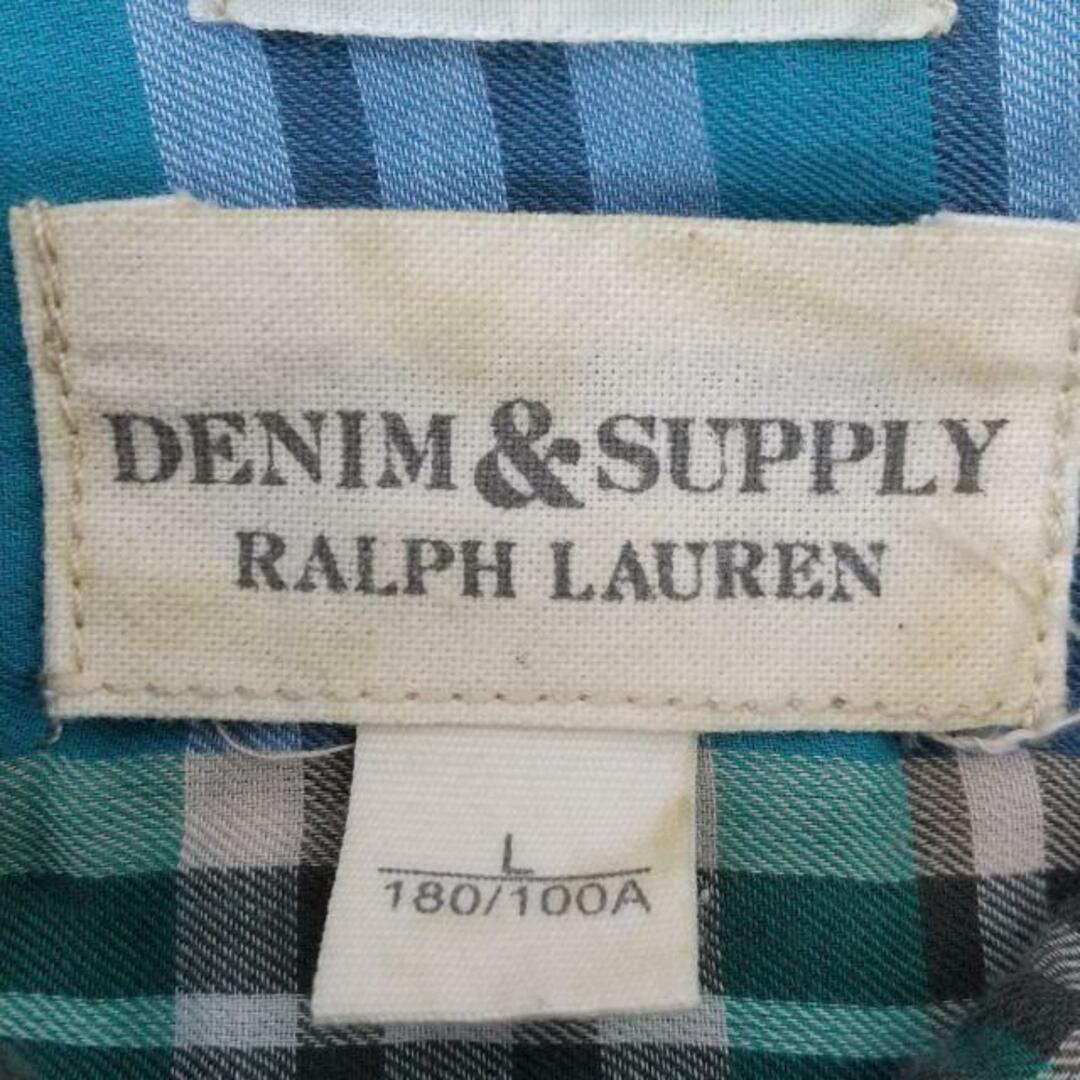 DENIM & SUPPLY
RALPH LAUREN
L
180/100A